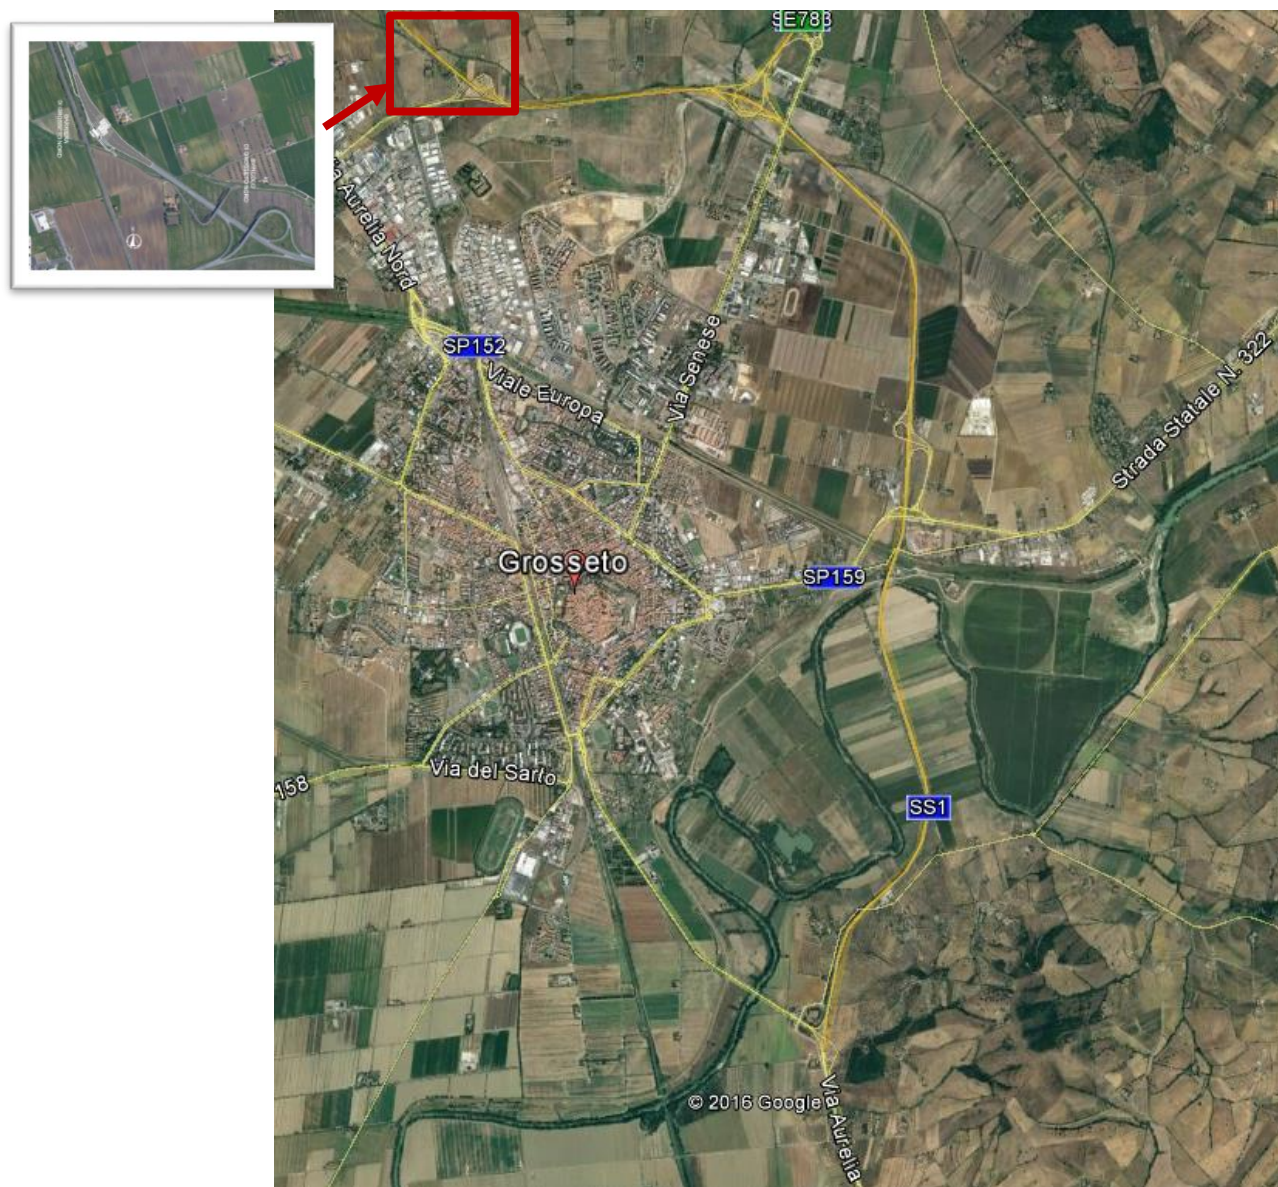 SE78
Via Aurelia Nord
SP152
Viale Europa
Via Senese
Strada Statale N. 322
Grosseto
SP159
158
Via del Sarto
SS1
© 2016 Google
Via Aurelia